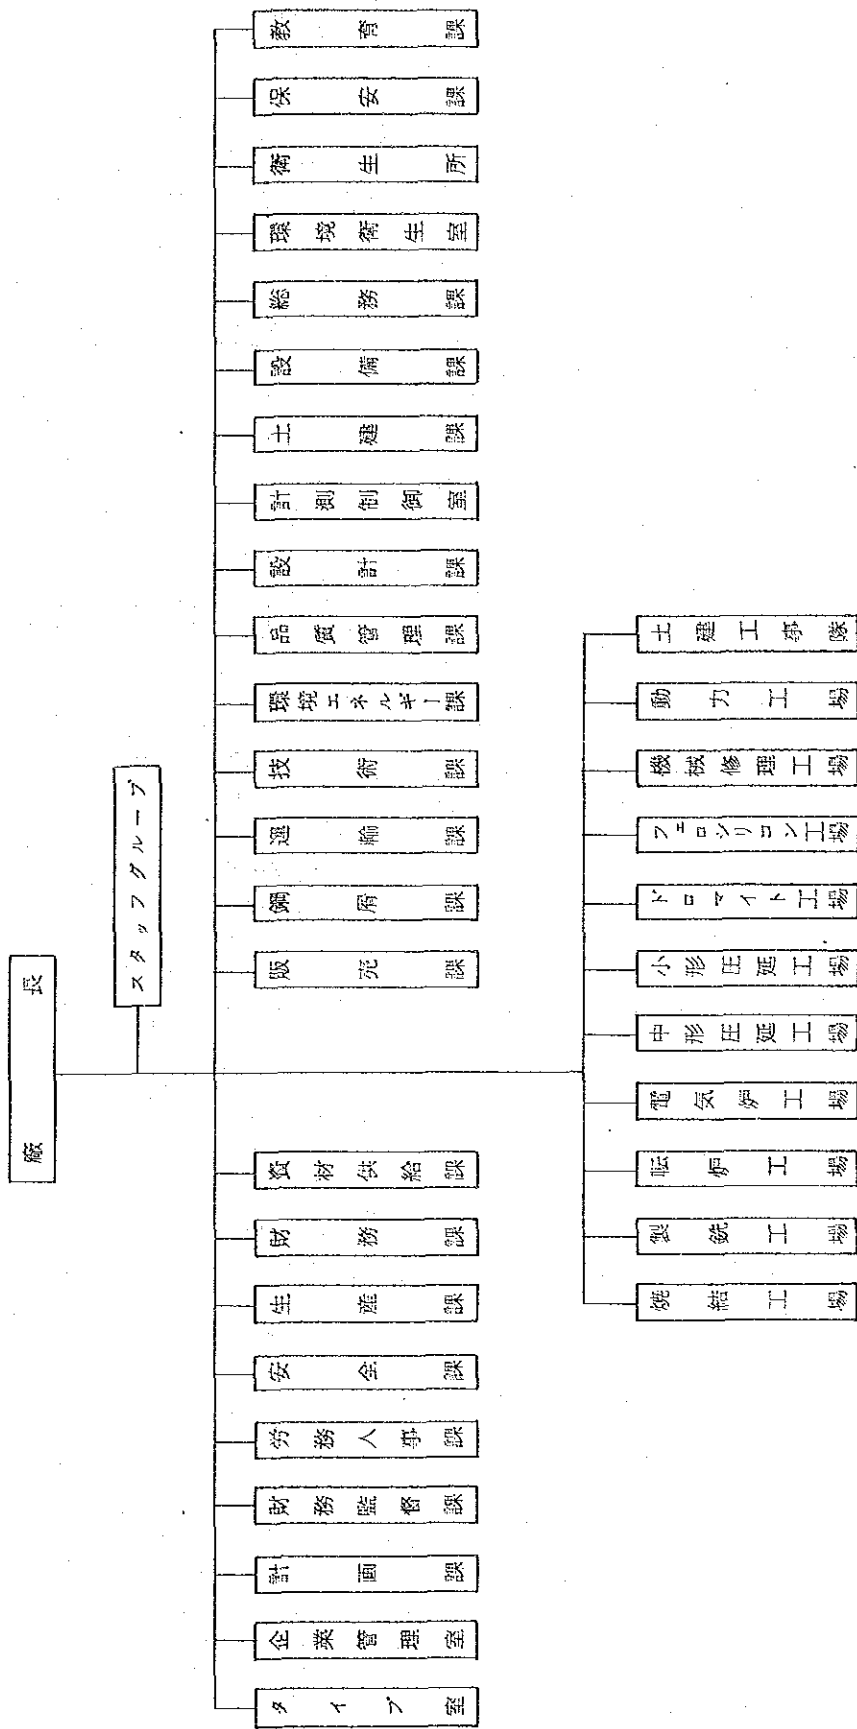 廠長
スタッフグループ
タイプ室
企業管理室
計画課
財務監督課
労務人事課
安全課
生産課
財務課
資材供給課
販売課
鋼府課
運輸課
技術課
環境エネルギー課
品質管理課
設計課
計測制御室
土建課
設備課
総務課
環境衛生室
衛生所
保安課
教育課
焼結工場
製銑工場
転炉工場
電気炉工場
中形圧延工場
小形圧延工場
ドロマイト工場
フェロシリコン工場
機械修理工場
動力工場
土建工事隊